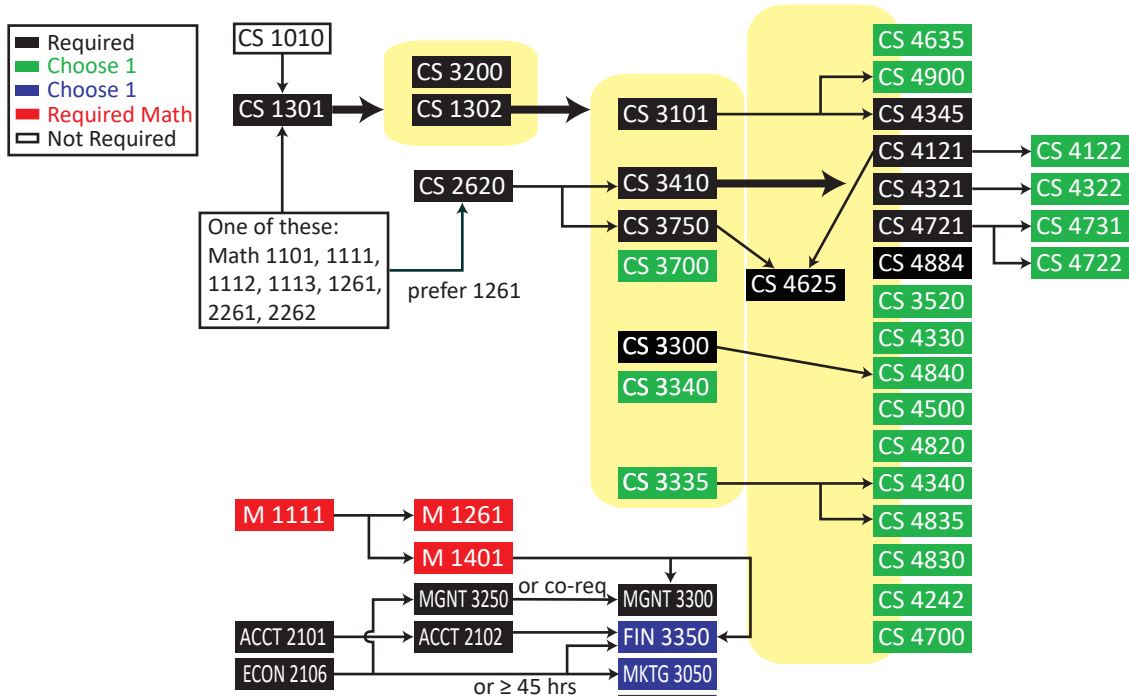 Required
Choose 1
Choose 1
Required Math
Not Required
CS 1010
CS 1301
One of these:
Math 1101, 1111,
1112, 1113, 1261,
2261, 2262
CS 3200
CS 1302
CS 2620
prefer 1261
CS 3101
CS 3410
CS 3750
CS 3700
CS 3300
CS 3340
CS 3335
CS 4625
CS 4635
CS 4900
CS 4345
CS 4121
CS 4321
CS 4721
CS 4884
CS 3520
CS 4330
CS 4840
CS 4500
CS 4820
CS 4340
CS 4835
CS 4830
CS 4242
CS 4700
CS 4122
CS 4322
CS 4731
CS 4722
M 1111
M 1261
M 1401
MGNT 3250
or co-req
MGNT 3300
ACCT 2101
ACCT 2102
FIN 3350
ECON 2106
or ≥ 45 hrs
MKTG 3050